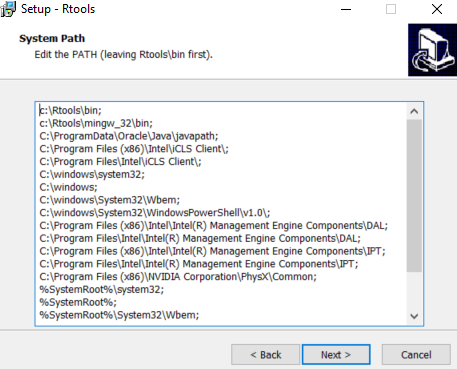 Setup - Rtools
System Path
Edit the PATH (leaving Rtools\bin first).
c:\Rtools\bin;
c:\Rtools\mingw_32\bin;
C:\ProgramData\Oracle\Java\javapath;
C:\Program Files (x86)\Intel\iCLS Client\;
C:\Program Files\Intel\iCLS Client\;
C:\windows\system32;
C:\windows;
C:\windows\System32\Wbem;
C:\windows\System32\WindowsPowerShell\v1.0\;
C:\Program Files (x86)\Intel\Intel(R) Management Engine Components\DAL;
C:\Program Files\Intel\Intel(R) Management Engine Components\DAL;
C:\Program Files (x86)\Intel\Intel(R) Management Engine Components\IPT;
C:\Program Files\Intel\Intel(R) Management Engine Components\IPT;
C:\Program Files (x86)\NVIDIA Corporation\PhysX\Common;
%SystemRoot%\system32;
%SystemRoot%;
%SystemRoot%\System32\Wbem;
< Back
Next >
Cancel